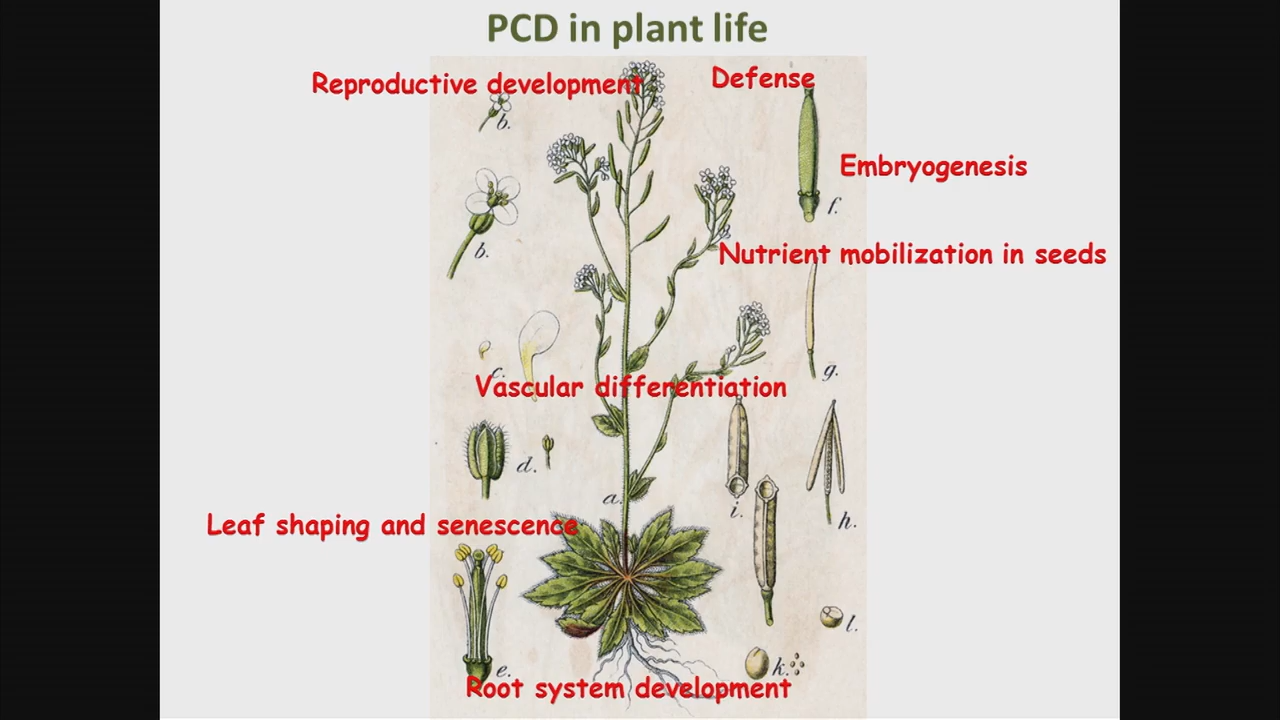 PCD in plant life
Reproductive development
Defense
b.
Embryogenesis
f.
b.
Nutrient mobilization in seeds
c.
g.
Vascular differentiation
d.
a.
i.
h.
Leaf shaping and senescence
l.
e.
k.
Root system development